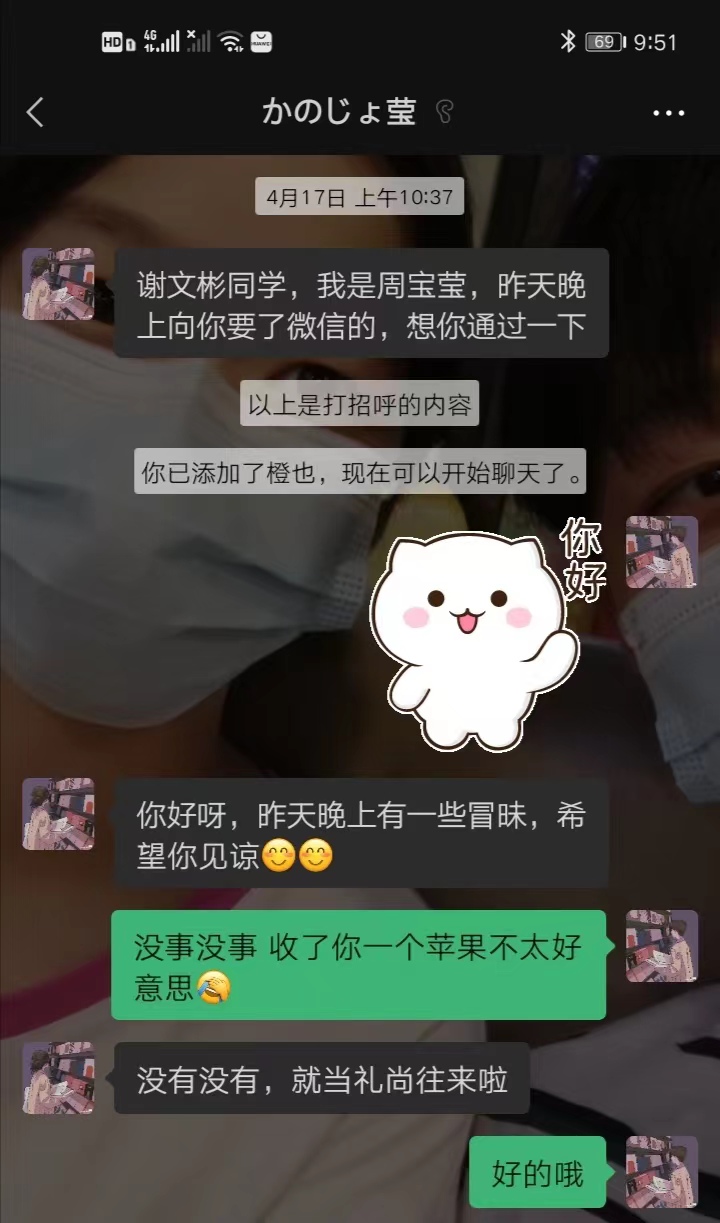 HD 1 4G 69 9:51
かのじょ莹
4月17日 上午10:37
谢文彬同学，我是周宝莹，昨天晚
上向你要了微信的，想你通过一下
以上是打招呼的内容
你已添加了橙也，现在可以开始聊天了。
你
好
你好呀，昨天晚上有一些冒昧，希
望你见谅😊😊
没事没事 收了你一个苹果不太好
意思🤣
没有没有，就当礼尚往来啦
好的哦